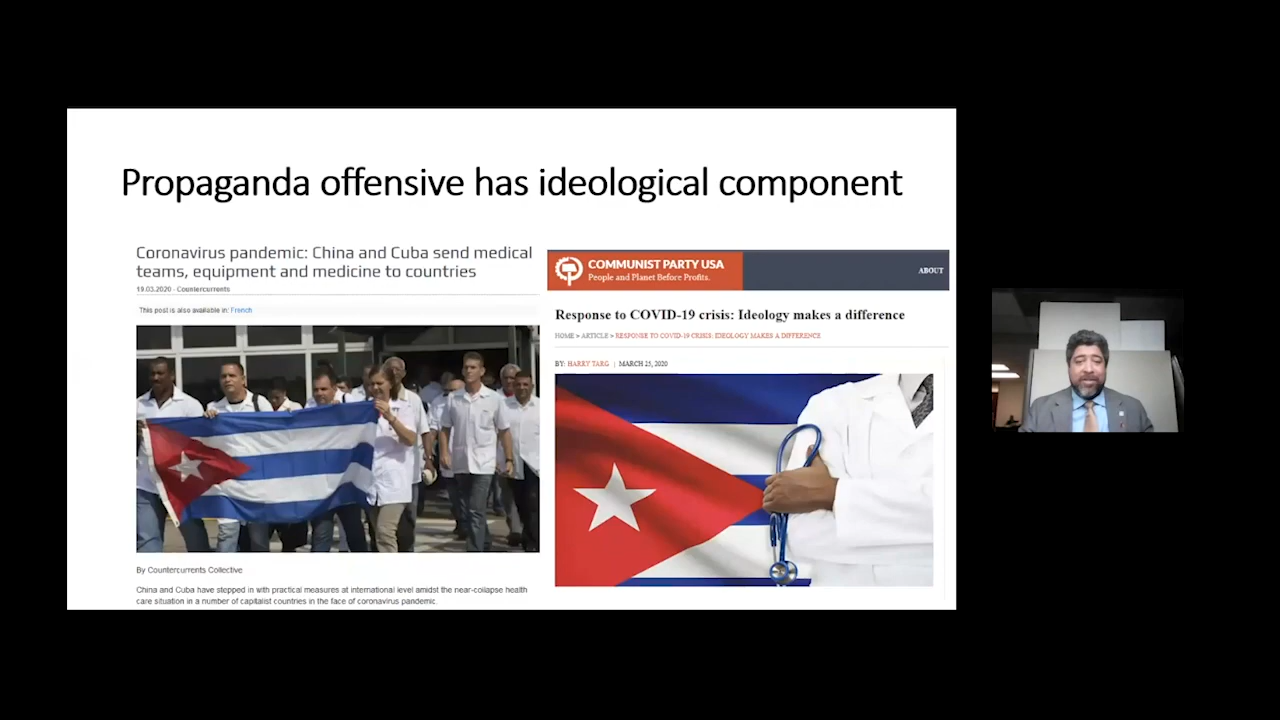 Propaganda offensive has ideological component
Coronavirus pandemic: China and Cuba send medical
teams, equipment and medicine to countries
19.03.2020 - Countercurrents
This post is also available in: French
By Countercurrents Collective
China and Cuba have stepped in with practical measures at international level amidst the near-collapse health
care situation in a number of capitalist countries in the face of coronavirus pandemic.
COMMUNIST PARTY USA
People and Planet Before Profits.
ABOUT
Response to COVID-19 crisis: Ideology makes a difference
HOME > ARTICLE > RESPONSE TO COVID-19 CRISIS: IDEOLOGY MAKES A DIFFERENCE
BY: HARRY TARG | MARCH 25, 2020